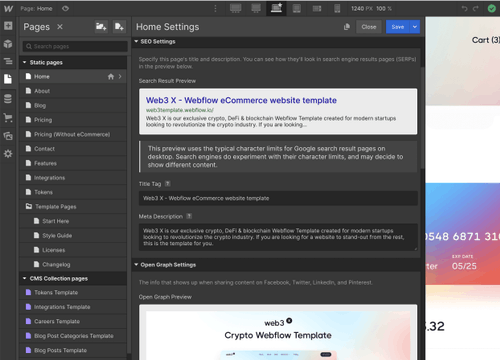 Page: Home
1240 PX 100 %
Pages
Search pages
Static pages
Home
About
Blog
Pricing
Pricing (Without eCommerce)
Contact
Features
Integrations
Tokens
Template Pages
Start Here
Style Guide
Licenses
Changelog
CMS Collection pages
Tokens Template
Integrations Template
Careers Template
Blog Post Categories Template
Blog Posts Template
Home Settings
Close
Save
SEO Settings
Specify this page's title and description. You can see how they'll look in search engine results pages (SERPs)
in the preview below.
Search Result Preview
Web3 X - Webflow eCommerce website template
web3template.webflow.io/
Web3 X is our exclusive crypto, DeFi & blockchain Webflow Template created for modern startups
looking to revolutionize the crypto industry. If you are looking...
This preview uses the typical character limits for Google search result pages on
desktop. Search engines do experiment with their character limits, and may decide to
show different content.
Title Tag ?
Web3 X - Webflow eCommerce website template
Meta Description ?
Web3 X is our exclusive crypto, DeFi & blockchain Webflow Template created for modern startups
looking to revolutionize the crypto industry. If you are looking for a website to stand-out from the rest,
this is the template for you.
Open Graph Settings
The info that shows up when sharing content on Facebook, Twitter, LinkedIn, and Pinterest.
Open Graph Preview
web3 X
Crypto Webflow Template
Cart (3)
0548 6871 310
EXP DATE
05/25
.32